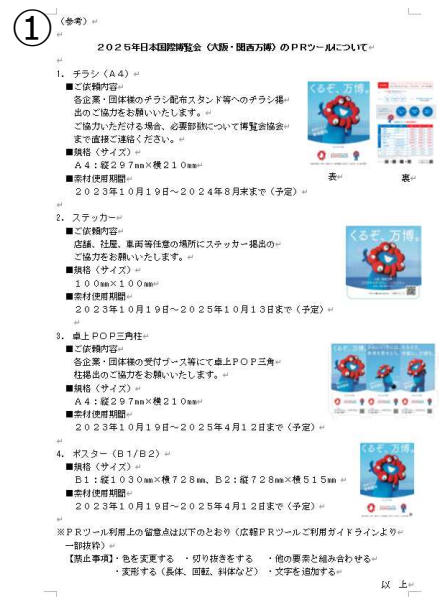 ①
（参考）
２０２５年日本国際博覧会（大阪・関西万博）のＰＲツールについて
1. チラシ（Ａ４）
■ご依頼内容
各企業・団体様のチラシ配布スタンド等へのチラシ掲
出のご協力をお願いいたします。
ご協力いただける場合、必要部数について博覧会協会
まで直接ご連絡ください。
■規格（サイズ）
Ａ４：縦２９７㎜×横２１０㎜
■素材使用期間
２０２３年１０月１９日～２０２４年８月末まで（予定）
くるぞ、万博。
表
裏
2. ステッカー
■ご依頼内容
店舗、社屋、車両等任意の場所にステッカー掲出の
ご協力をお願いいたします。
■規格（サイズ）
１００㎜×１００㎜
■素材使用期間
２０２３年１０月１９日～２０２５年１０月１３日まで（予定）
くるぞ、万博。
3. 卓上ＰＯＰ三角柱
■ご依頼内容
各企業・団体様の受付ブース等にて卓上ＰＯＰ三角
柱掲出のご協力をお願いいたします。
■規格（サイズ）
Ａ４：縦２９７㎜×横２１０㎜
■素材使用期間
２０２３年１０月１９日～２０２５年４月１２日まで（予定）
くるぞ、万博。
4. ポスター（Ｂ１/Ｂ２）
■規格（サイズ）
Ｂ１：縦１０３０㎜×横７２８㎜、Ｂ２：縦７２８㎜×横５１５㎜
■素材使用期間
２０２３年１０月１９日～２０２５年４月１２日まで（予定）
くるぞ、万博。
※ＰＲツール利用上の留意点は以下のとおり（広報ＰＲツールご利用ガイドラインより
一部抜粋）
【禁止事項】・色を変更する ・切り抜きをする ・他の要素と組み合わせる
・変形する（長体、回転、斜体など） ・文字を追加する
以 上